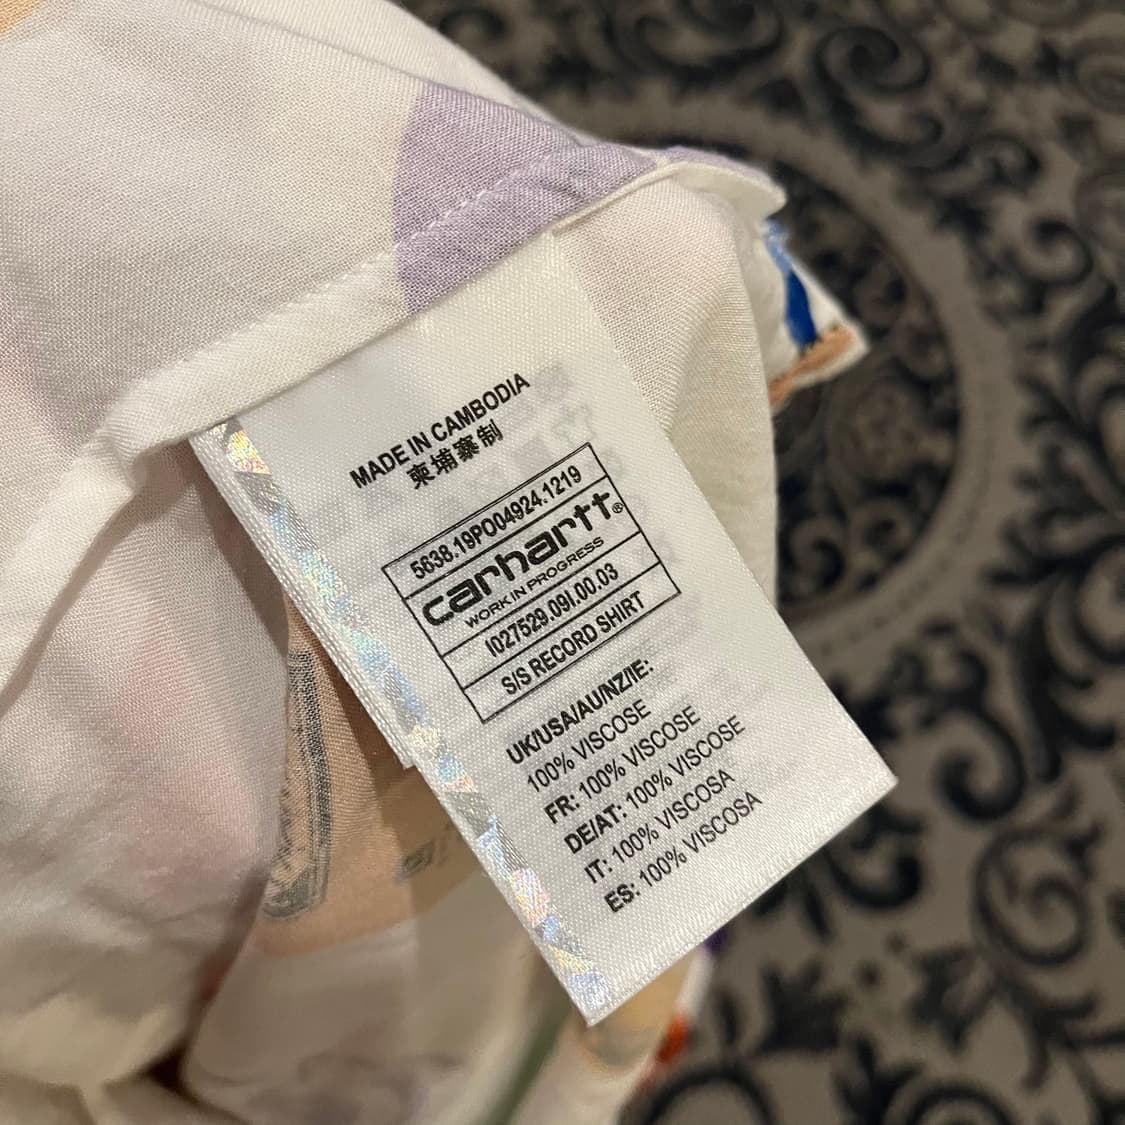 MADE IN CAMBODIA
柬埔寨制
5638.19PO04924.1219
carhartt®
WORK IN PROGRESS
I027529.09I.00.03
S/S RECORD SHIRT
UK/USA/AU/NZ/IE:
100% VISCOSE
FR: 100% VISCOSE
DE/AT: 100% VISCOSE
IT: 100% VISCOSA
ES: 100% VISCOSA